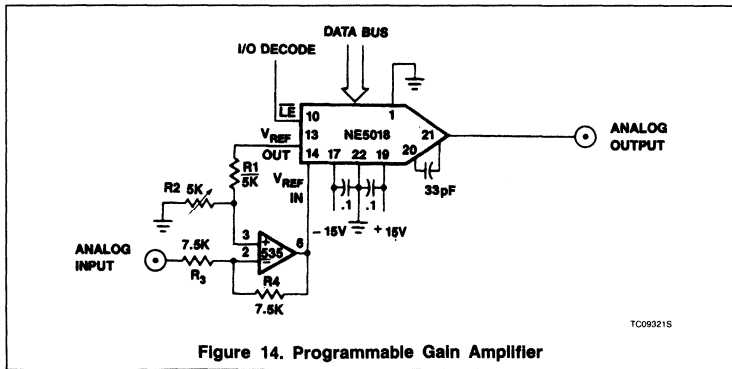 DATA BUS
I/O DECODE
LE
10
1
V_REF
13
NE5018
21
ANALOG
OUTPUT
OUT
14
17
22
19
20
R1
5K
V_REF
IN
.1
.1
33pF
R2
5K
-15V
+15V
3
+
6
ANALOG
INPUT
7.5K
2
535
–
R3
R4
7.5K
TC09321S
Figure 14. Programmable Gain Amplifier